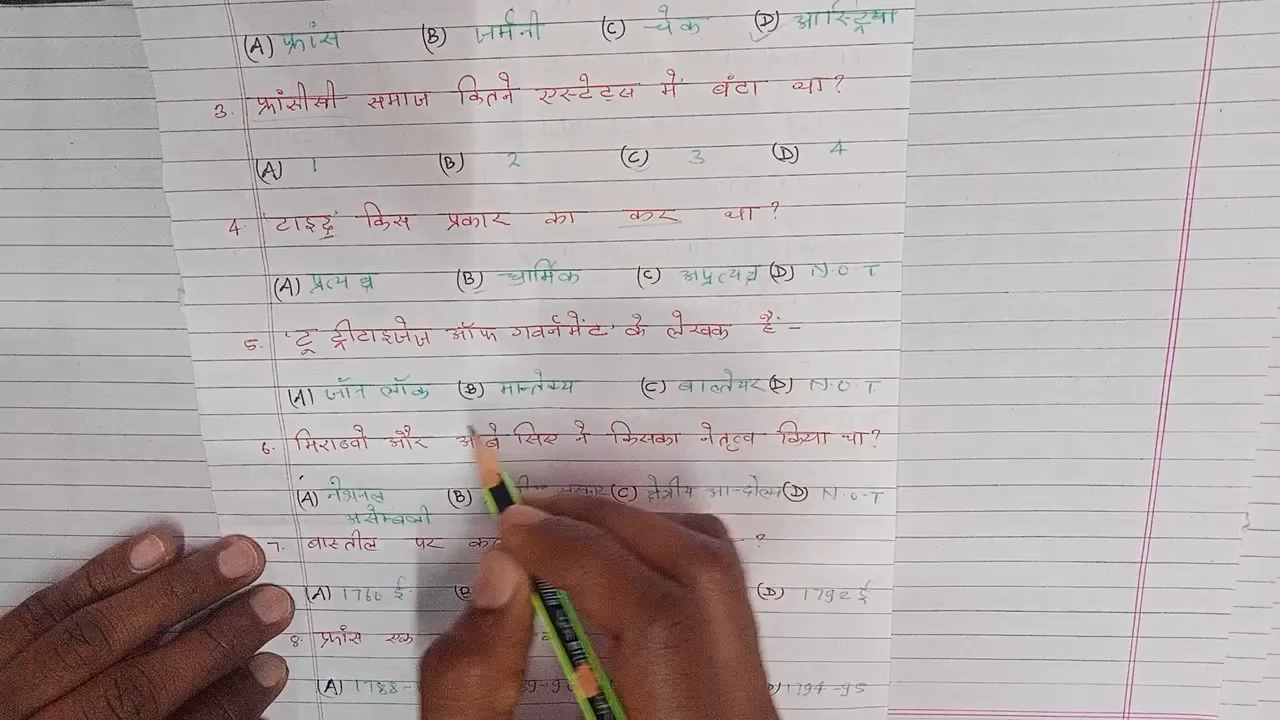 (A) फ्रांस (B) जर्मनी (C) चेक (D) आस्ट्रिया
3. फ्रांसीसी समाज कितने एस्टेट्स में बंटा था?
(A) 1 (B) 2 (C) 3 (D) 4
4. 'टाइद' किस प्रकार का कर था?
(A) प्रत्यक्ष (B) धार्मिक (C) अप्रत्यक्ष (D) N.O.T
5. 'टू ट्रीटाइजेज ऑफ गवर्नमेंट' के लेखक हैं-
(A) जॉन लॉक (B) मान्तेस्क्य (C) वाल्तेयर (D) N.O.T
6. मिराब्यो और आबे सिए ने किसका नेतृत्व किया था?
(A) नेशनल (B) (C) क्षेत्रीय आन्दोलन (D) N.O.T
असेम्बली
7. बास्तील पर ?
(A) 1760 ई (B (D) 1792 ई
8. फ्रांस एक
(A) 1788- 1794-95